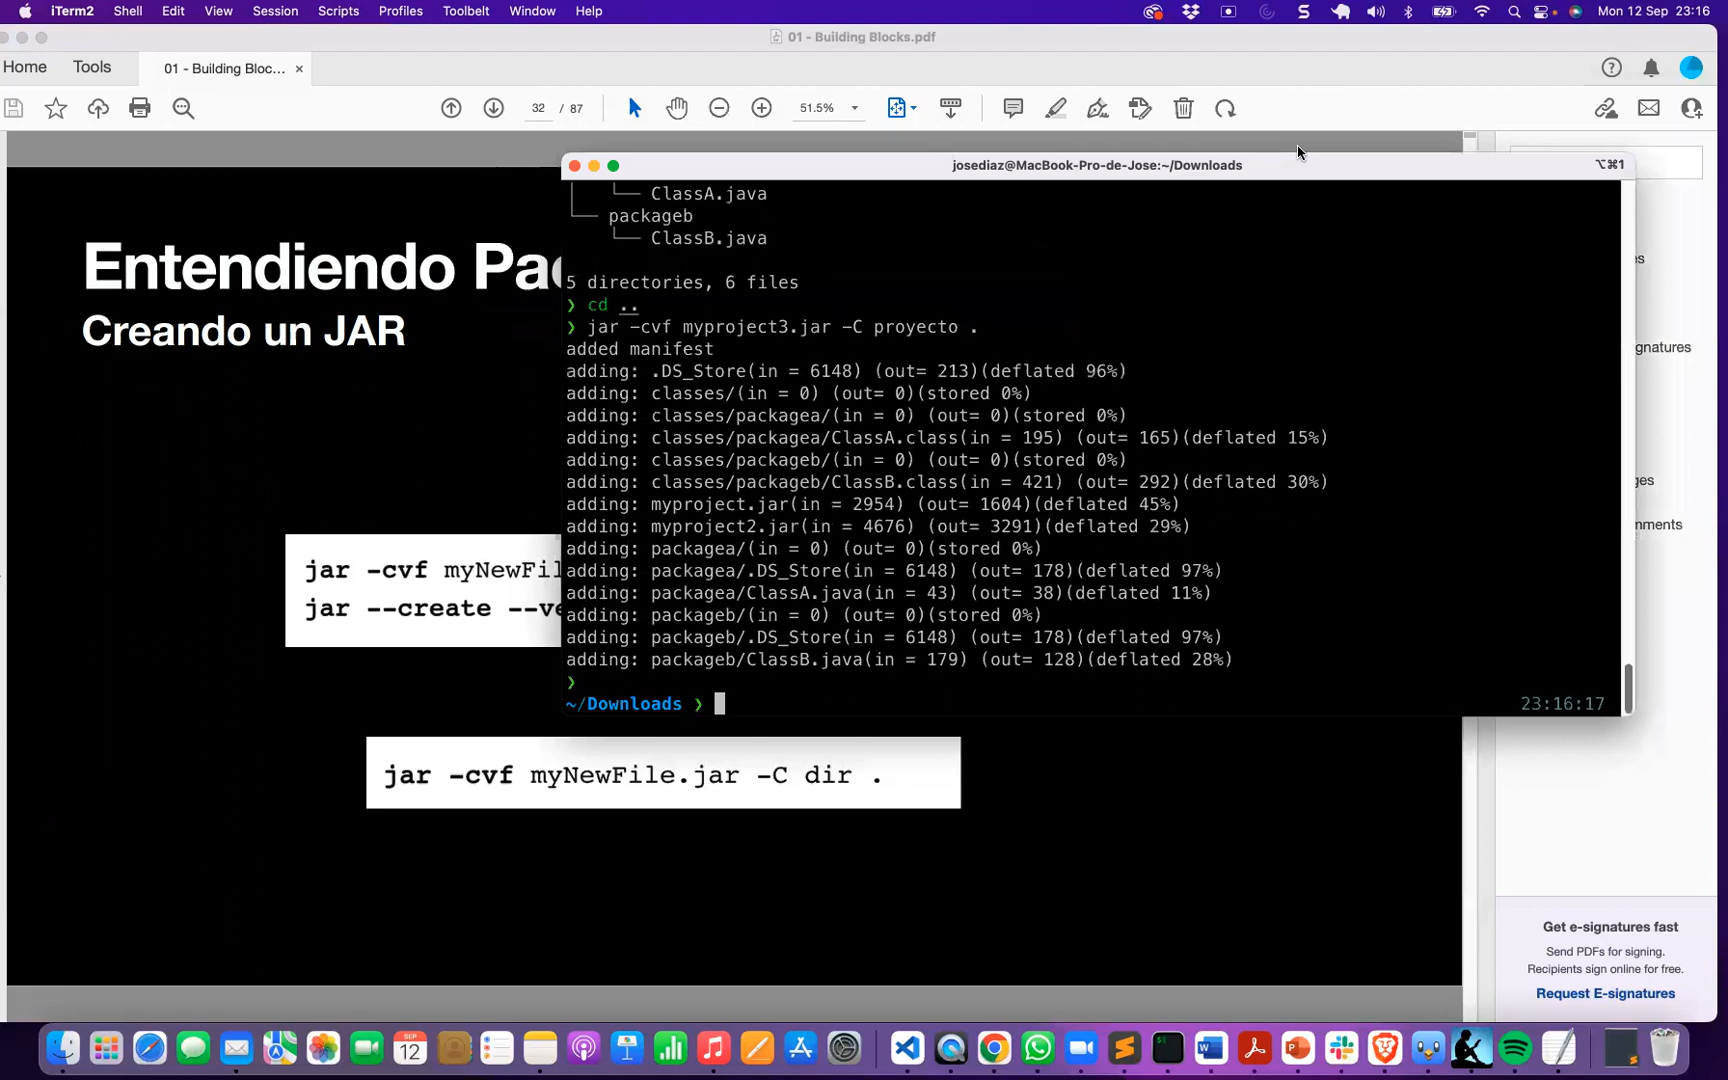 iTerm2 Shell Edit View Session Scripts Profiles Toolbelt Window Help Mon 12 Sep 23:16
01 - Building Blocks.pdf
Home Tools 01 - Building Bloc... ×
32 / 87 51.5%
josediaz@MacBook-Pro-de-Jose:~/Downloads ⌥⌘1
Entendiendo Pac
Creando un JAR
└── ClassA.java
└── packageb
└── ClassB.java
5 directories, 6 files
❯ cd ..
❯ jar -cvf myproject3.jar -C proyecto .
added manifest
adding: .DS_Store(in = 6148) (out= 213)(deflated 96%)
adding: classes/(in = 0) (out= 0)(stored 0%)
adding: classes/packagea/(in = 0) (out= 0)(stored 0%)
adding: classes/packagea/ClassA.class(in = 195) (out= 165)(deflated 15%)
adding: classes/packageb/(in = 0) (out= 0)(stored 0%)
adding: classes/packageb/ClassB.class(in = 421) (out= 292)(deflated 30%)
adding: myproject.jar(in = 2954) (out= 1604)(deflated 45%)
adding: myproject2.jar(in = 4676) (out= 3291)(deflated 29%)
adding: packagea/(in = 0) (out= 0)(stored 0%)
adding: packagea/.DS_Store(in = 6148) (out= 178)(deflated 97%)
adding: packagea/ClassA.java(in = 43) (out= 38)(deflated 11%)
adding: packageb/(in = 0) (out= 0)(stored 0%)
adding: packageb/.DS_Store(in = 6148) (out= 178)(deflated 97%)
adding: packageb/ClassB.java(in = 179) (out= 128)(deflated 28%)
❯
~/Downloads ❯ 23:16:17
jar -cvf myNewFil
jar --create --ve
jar -cvf myNewFile.jar -C dir .
es
gnatures
ges
mments
Get e-signatures fast
Send PDFs for signing.
Recipients sign online for free.
Request E-signatures
SEP
12